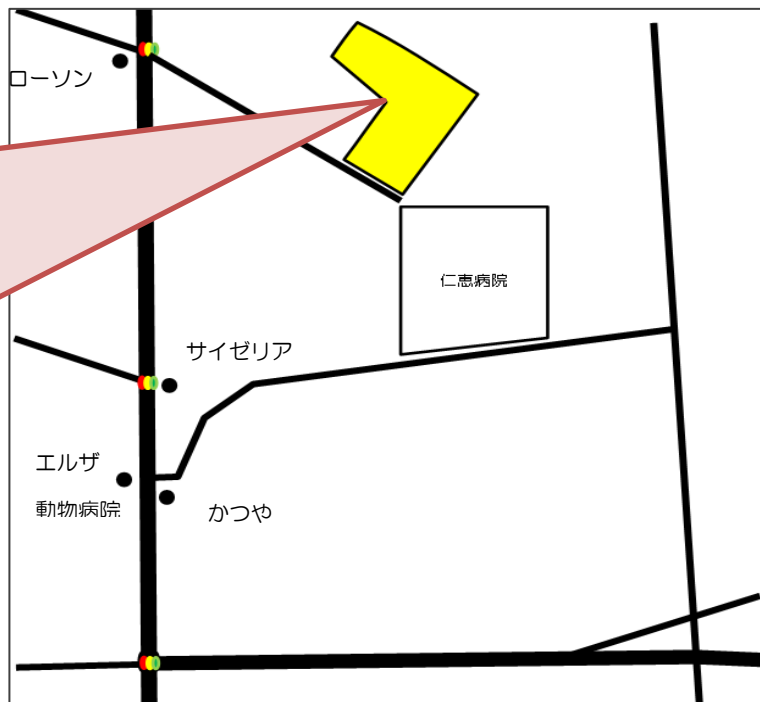 ローソン
仁恵病院
サイゼリア
エルザ
動物病院
かつや